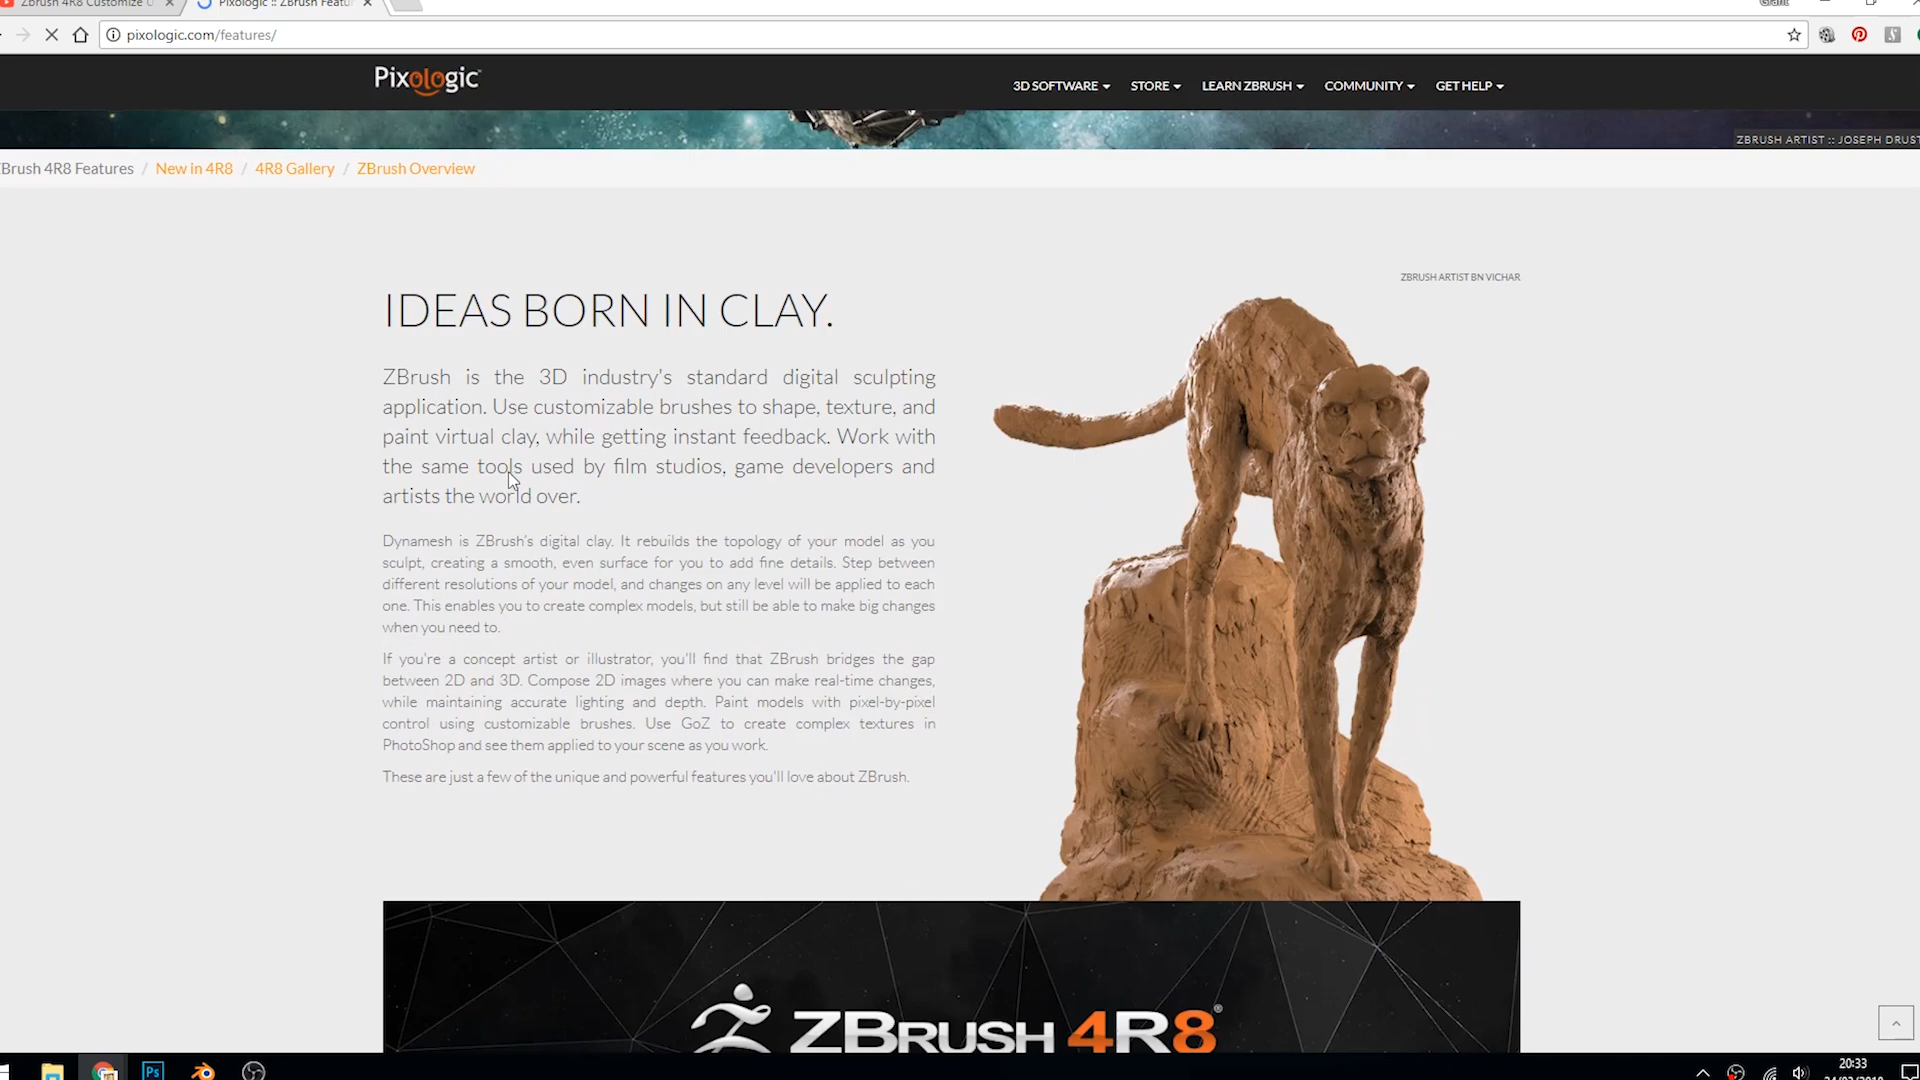 ZBrush 4R8 Customize
Pixologic :: ZBrush Featu
Grant
pixologic.com/features/
Pixologic
3D SOFTWARE STORE LEARN ZBRUSH COMMUNITY GET HELP
ZBRUSH ARTIST :: JOSEPH DRUST
ZBrush 4R8 Features / New in 4R8 / 4R8 Gallery / ZBrush Overview
ZBRUSH ARTIST BN VICHAR
IDEAS BORN IN CLAY.
ZBrush is the 3D industry's standard digital sculpting
application. Use customizable brushes to shape, texture, and
paint virtual clay, while getting instant feedback. Work with
the same tools used by film studios, game developers and
artists the world over.
Dynamesh is ZBrush's digital clay. It rebuilds the topology of your model as you
sculpt, creating a smooth, even surface for you to add fine details. Step between
different resolutions of your model, and changes on any level will be applied to each
one. This enables you to create complex models, but still be able to make big changes
when you need to.
If you're a concept artist or illustrator, you'll find that ZBrush bridges the gap
between 2D and 3D. Compose 2D images where you can make real-time changes,
while maintaining accurate lighting and depth. Paint models with pixel-by-pixel
control using customizable brushes. Use GoZ to create complex textures in
PhotoShop and see them applied to your scene as you work.
These are just a few of the unique and powerful features you'll love about ZBrush.
ZBRUSH 4R8®
Ps
20:33